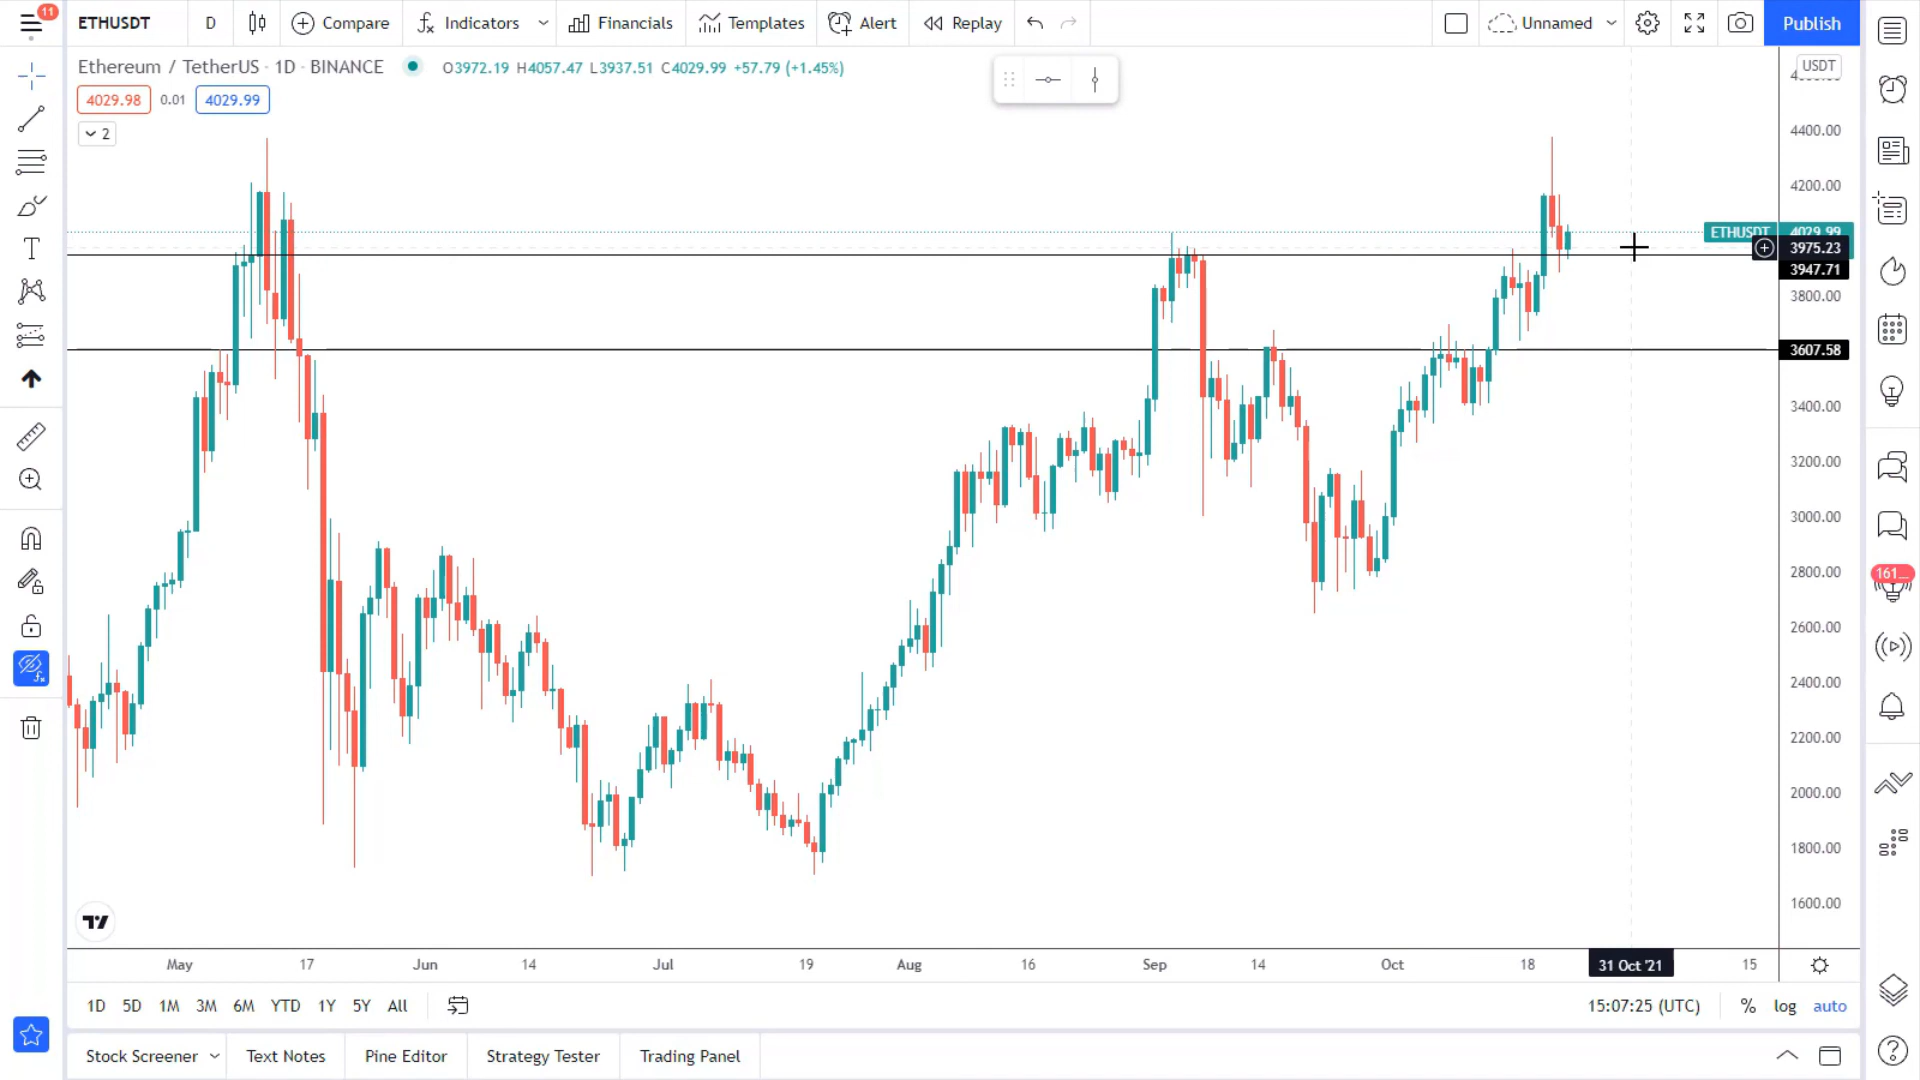 11
ETHUSDT D Compare Indicators Financials Templates Alert Replay Unnamed Publish
Ethereum / TetherUS · 1D · BINANCE O3972.19 H4057.47 L3937.51 C4029.99 +57.79 (+1.45%)
USDT
4029.98 0.01 4029.99
2
4400.00
4200.00
ETHUSDT 4029.99
3975.23
3947.71
3800.00
3607.58
3400.00
3200.00
3000.00
2800.00
161...
2600.00
2400.00
2200.00
2000.00
1800.00
1600.00
May 17 Jun 14 Jul 19 Aug 16 Sep 14 Oct 18 31 Oct '21 15
1D 5D 1M 3M 6M YTD 1Y 5Y All 15:07:25 (UTC) % log auto
Stock Screener Text Notes Pine Editor Strategy Tester Trading Panel